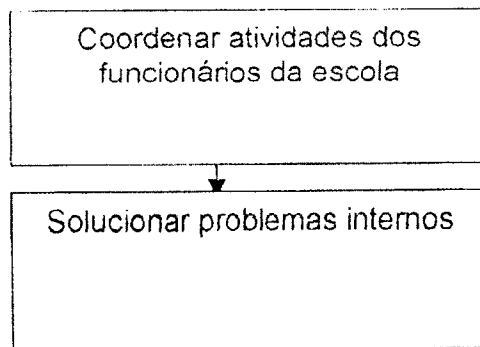 Coordenar atividades dos
funcionários da escola
Solucionar problemas internos